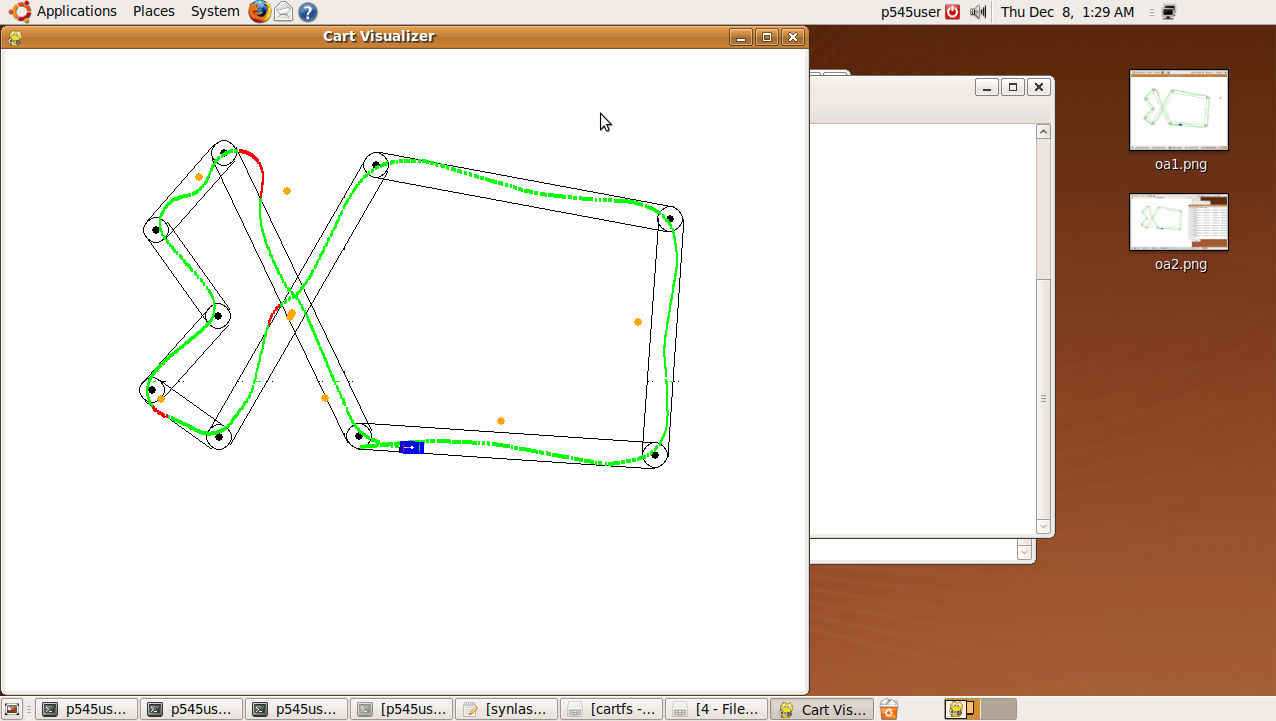 Applications Places System p545user Thu Dec 8, 1:29 AM
Cart Visualizer
oa1.png
oa2.png
p545us... p545us... p545us... [p545us... [synlas... [cartfs -... [4 - File... Cart Vis...